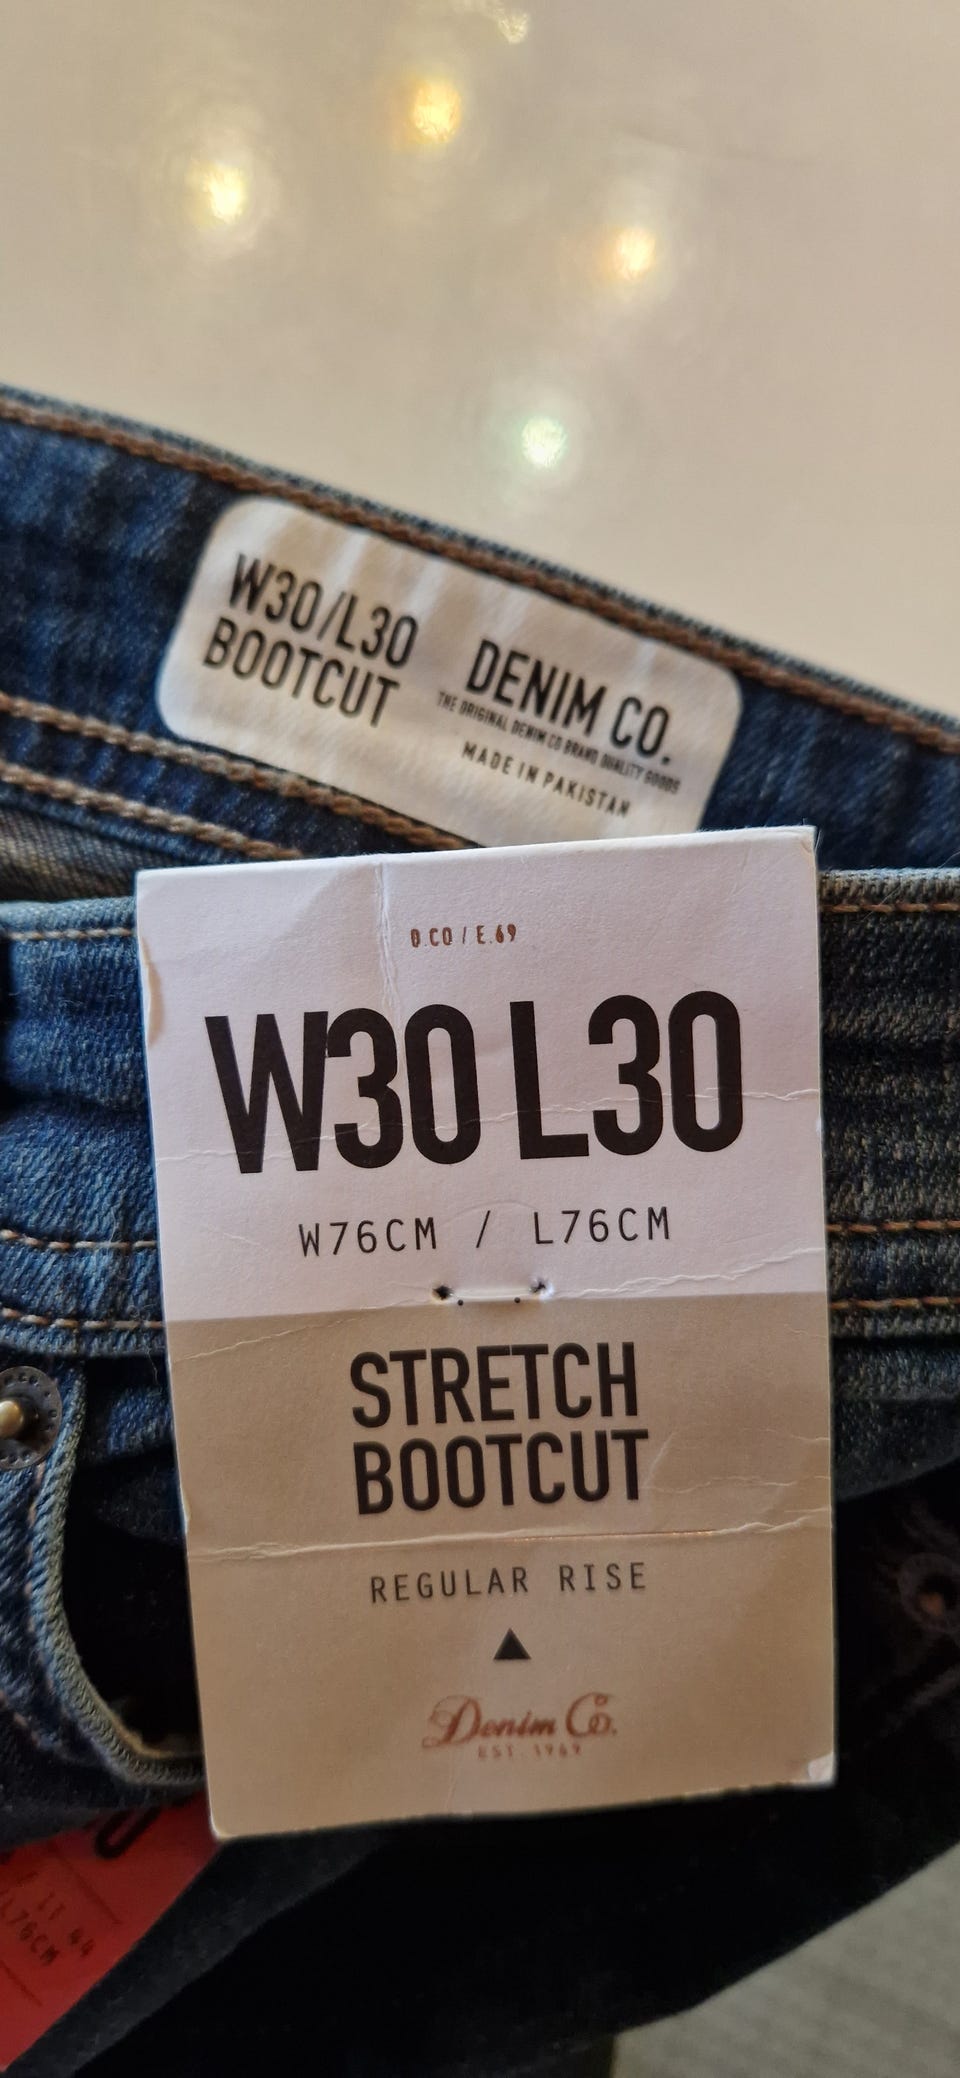 W30/L30
BOOTCUT
DENIM CO.
THE ORIGINAL DENIM CO BRAND QUALITY GOODS
MADE IN PAKISTAN
D.CO / E.69
W30 L30
W76CM / L76CM
STRETCH
BOOTCUT
REGULAR RISE
Denim Co.
EST. 1969
L76CM